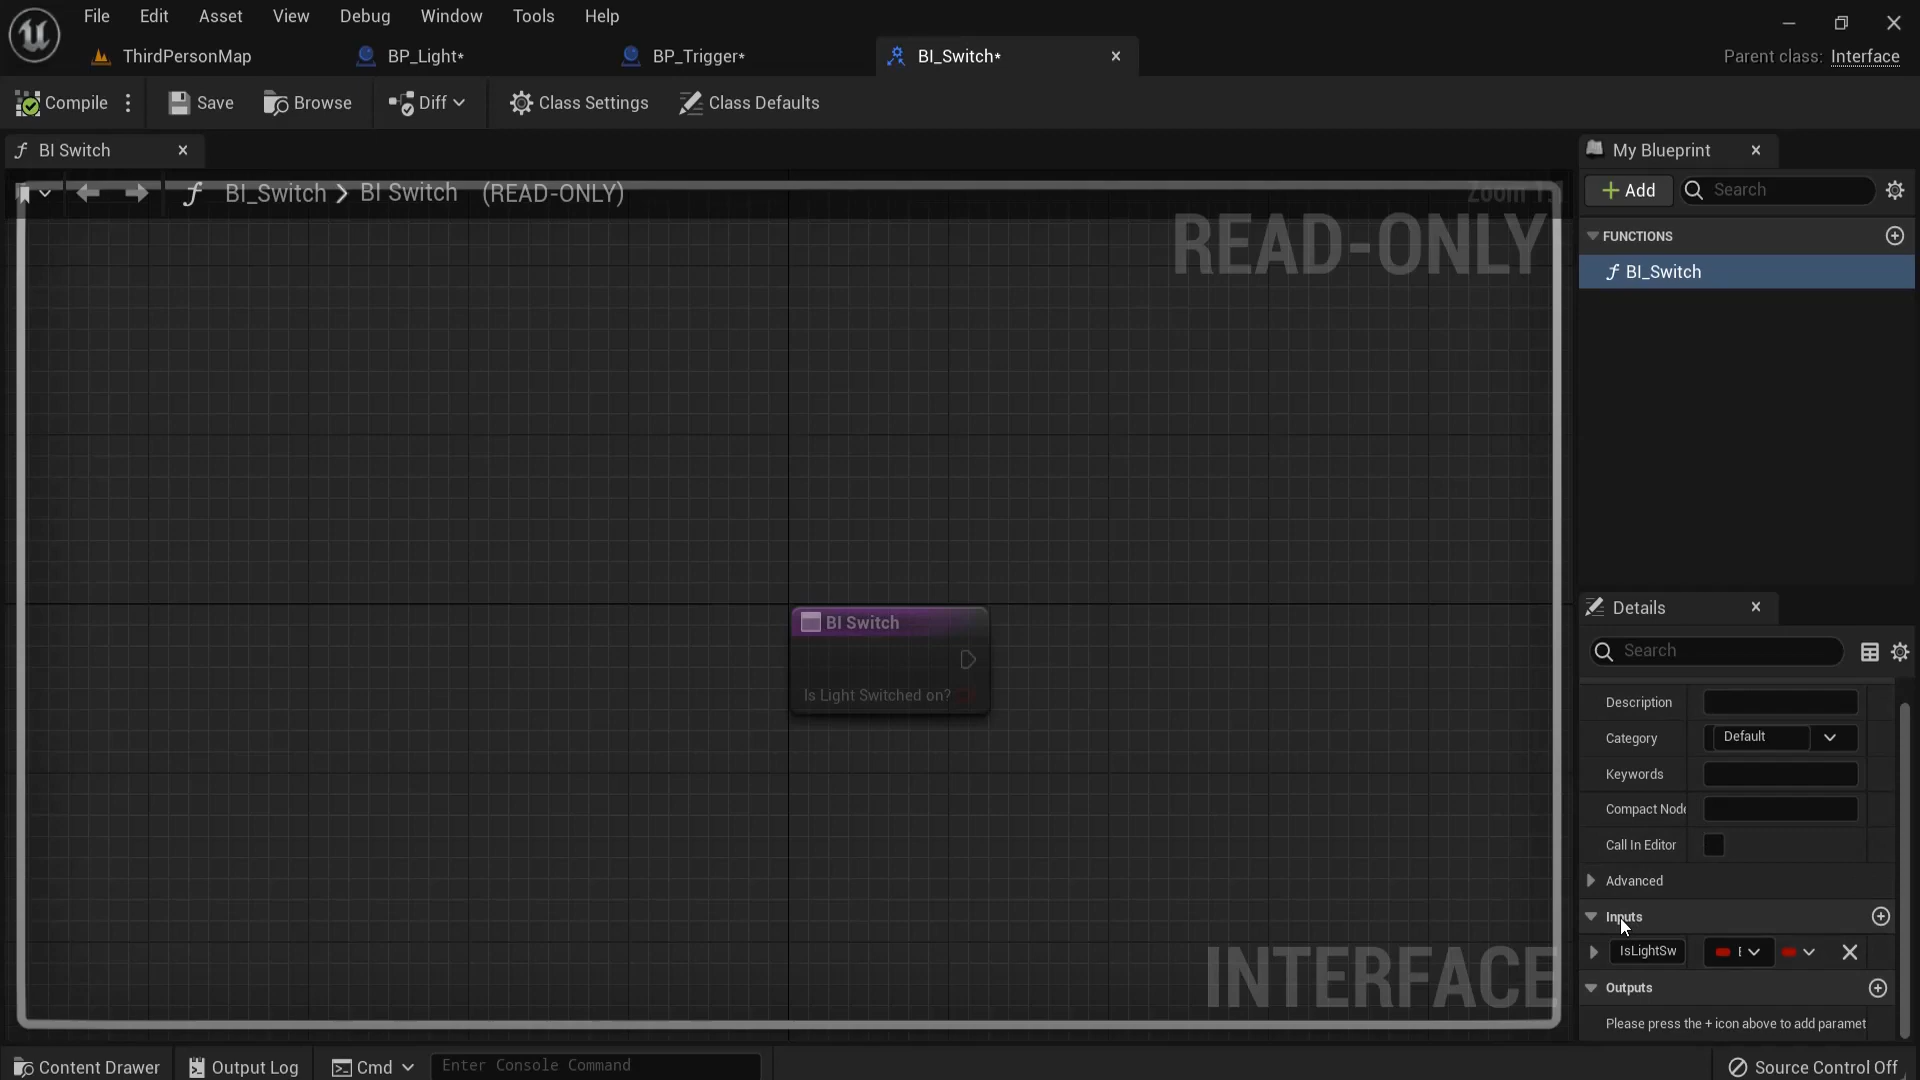 File Edit Asset View Debug Window Tools Help
ThirdPersonMap BP_Light* BP_Trigger* BI_Switch* Parent class: Interface
Compile Save Browse Diff Class Settings Class Defaults
BI Switch
My Blueprint
BI_Switch > BI Switch (READ-ONLY)
Zoom 1:1
Add Search
READ-ONLY
FUNCTIONS
BI_Switch
BI Switch
Is Light Switched on?
Details
Search
Description
Category Default
Keywords
Compact Node
Call In Editor
Advanced
Inputs
IsLightSw
Outputs
Please press the + icon above to add paramet
INTERFACE
Content Drawer Output Log Cmd Enter Console Command Source Control Off